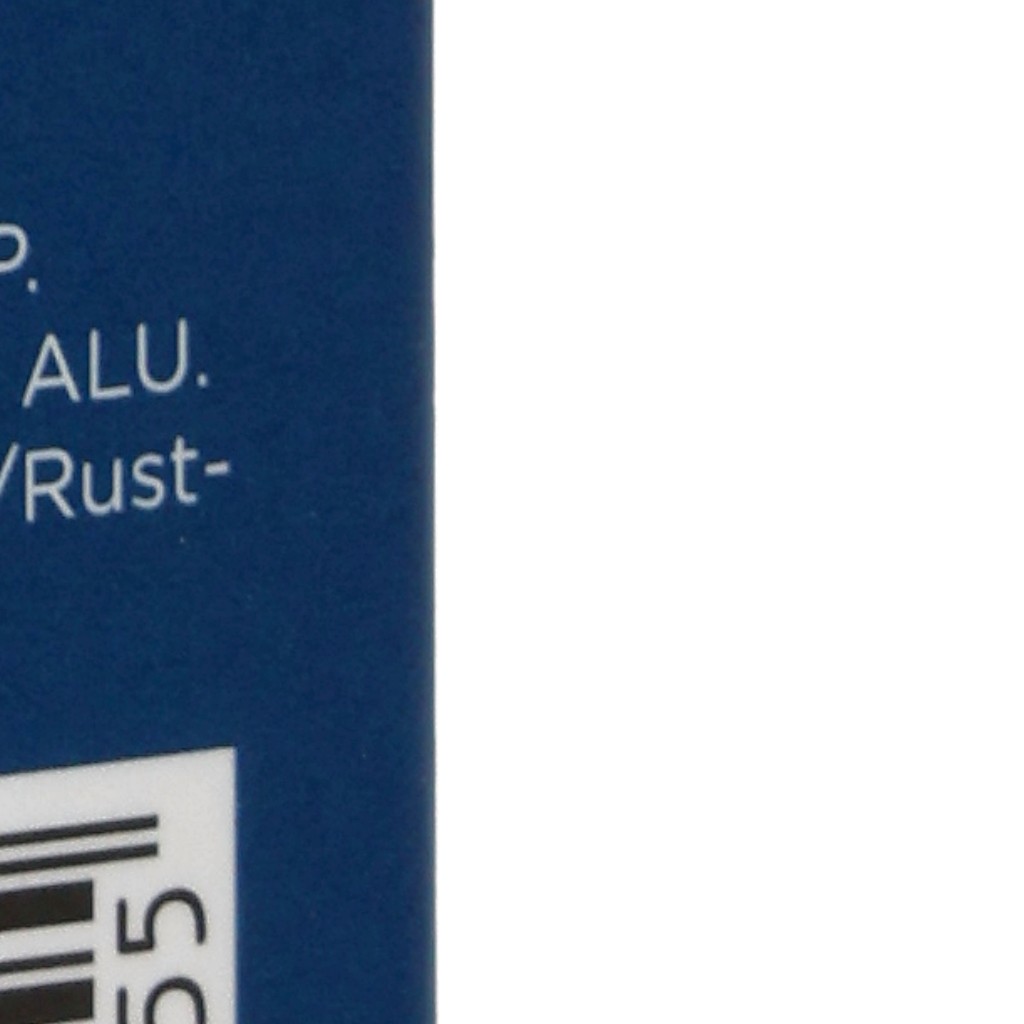 P.
ALU.
/Rust-
55